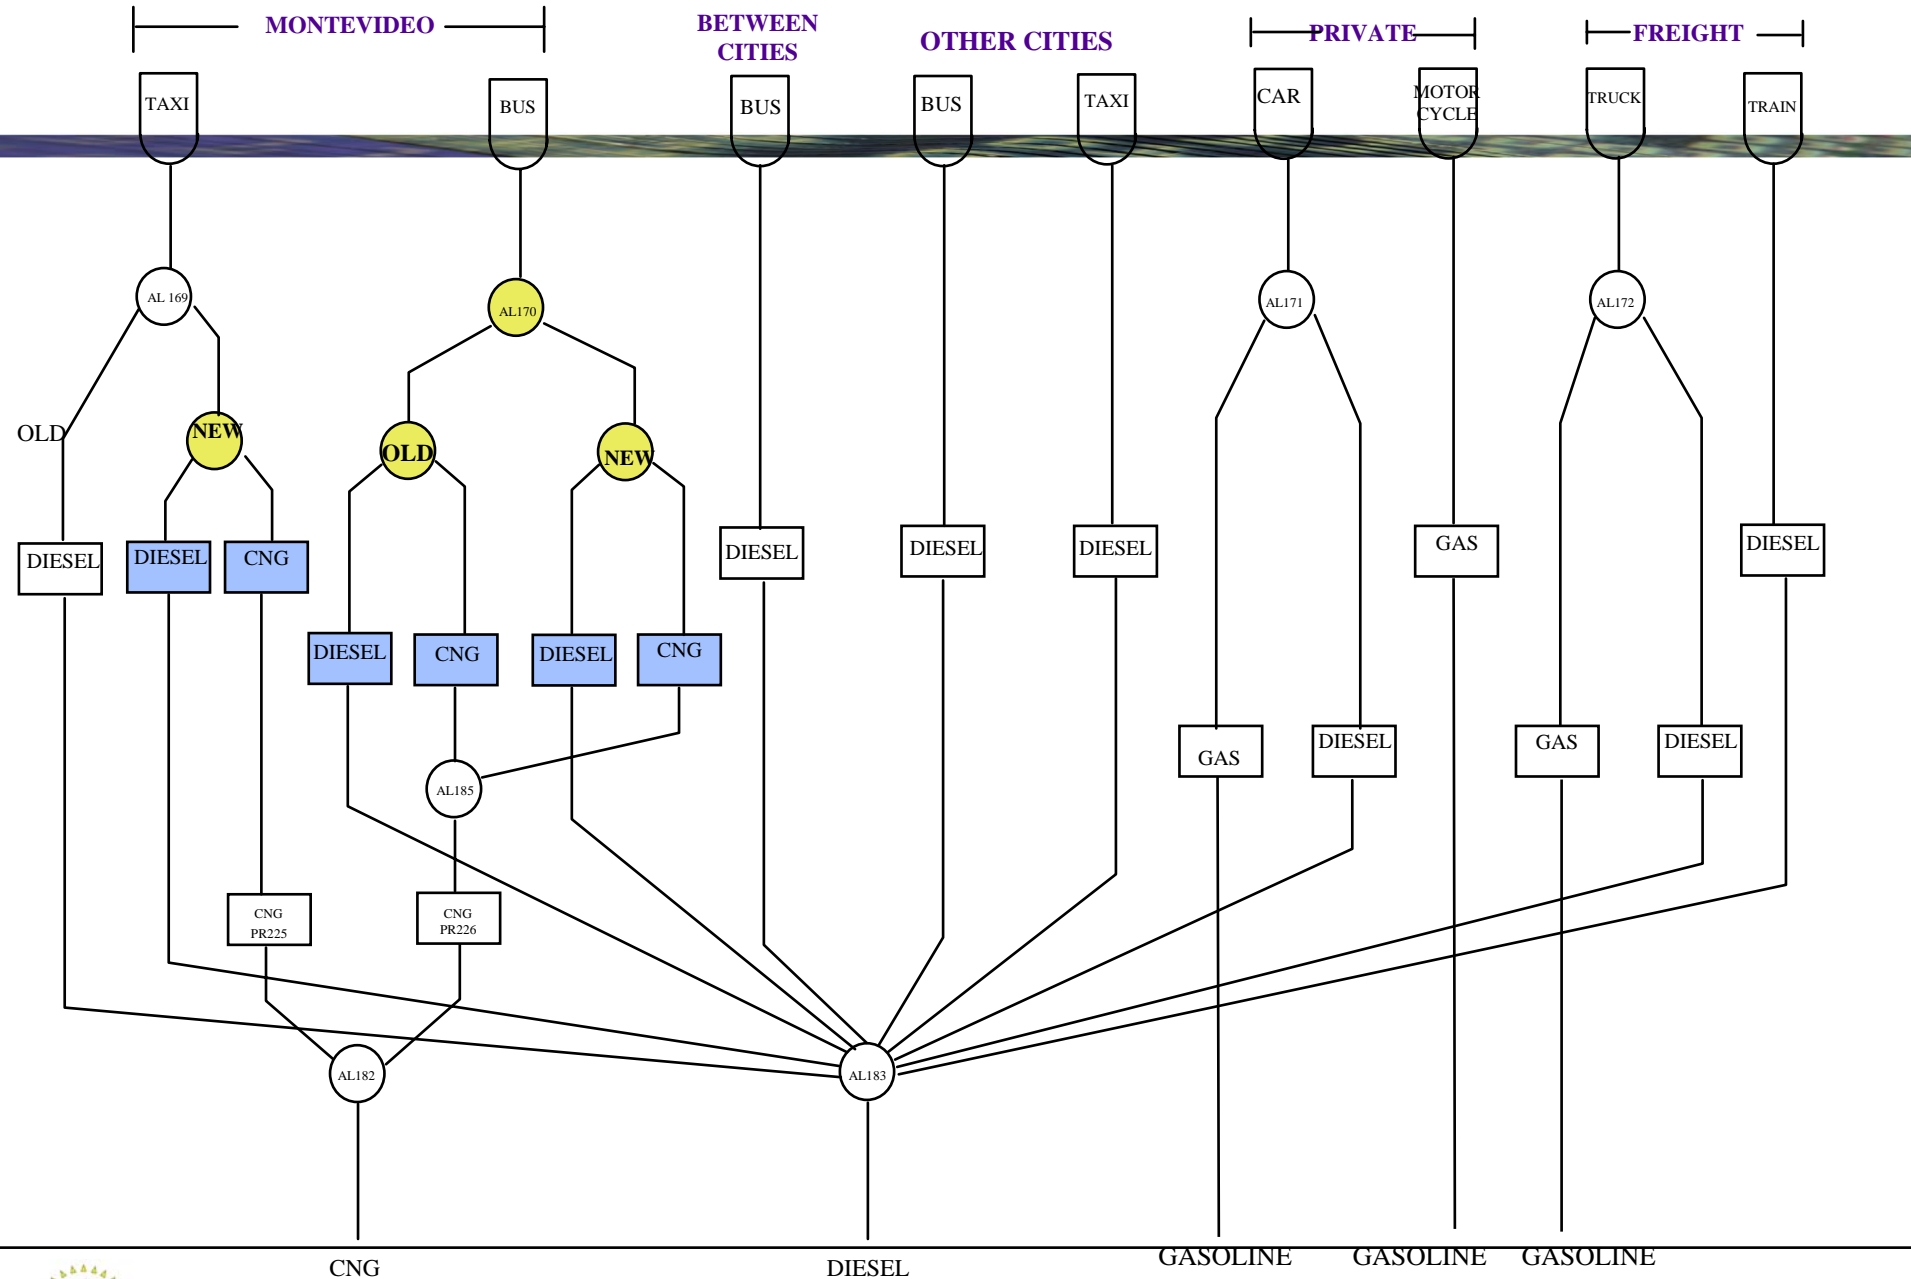 MONTEVIDEO
BETWEEN
CITIES
OTHER CITIES
PRIVATE
FREIGHT
TAXI
BUS
BUS
BUS
TAXI
CAR
MOTOR
CYCLE
TRUCK
TRAIN
AL 169
AL170
AL171
AL172
OLD
NEW
OLD
NEW
DIESEL
DIESEL
CNG
DIESEL
DIESEL
DIESEL
GAS
DIESEL
DIESEL
CNG
DIESEL
CNG
GAS
DIESEL
GAS
DIESEL
AL185
CNG
PR225
CNG
PR226
AL182
AL183
CNG
DIESEL
GASOLINE
GASOLINE
GASOLINE